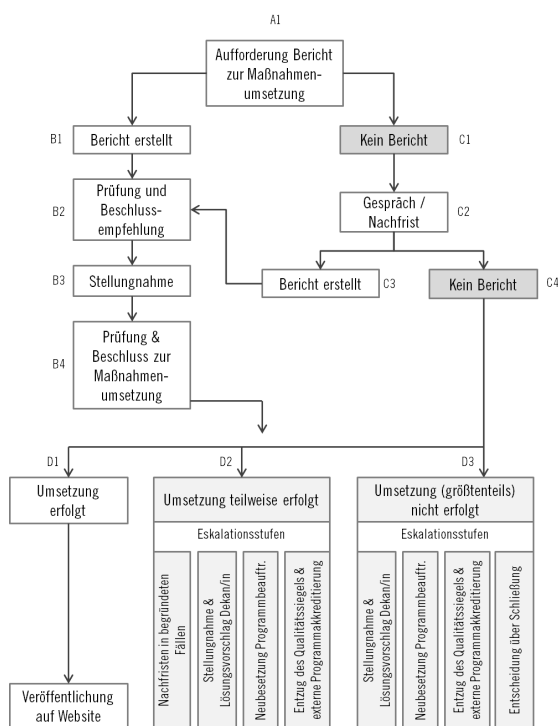 A1
Aufforderung Bericht
zur Maßnahmen-
umsetzung
B1
Bericht erstellt
Kein Bericht
C1
B2
Prüfung und
Beschluss-
empfehlung
Gespräch /
Nachfrist
C2
B3
Stellungnahme
Bericht erstellt
C3
Kein Bericht
C4
B4
Prüfung &
Beschluss zur
Maßnahmen-
umsetzung
D1
Umsetzung
erfolgt
D2
Umsetzung teilweise erfolgt
Eskalationsstufen
Nachfristen in begründeten
Fällen
Stellungnahme &
Lösungsvorschlag Dekan/in
Neubesetzung Programmbeauftr.
Entzug des Qualitätssiegels &
externe Programmakkreditierung
D3
Umsetzung (größtenteils)
nicht erfolgt
Eskalationsstufen
Stellungnahme &
Lösungsvorschlag Dekan/in
Neubesetzung Programmbeauftr.
Entzug des Qualitätssiegels &
externe Programmakkreditierung
Entscheidung über Schließung
Veröffentlichung
auf Website